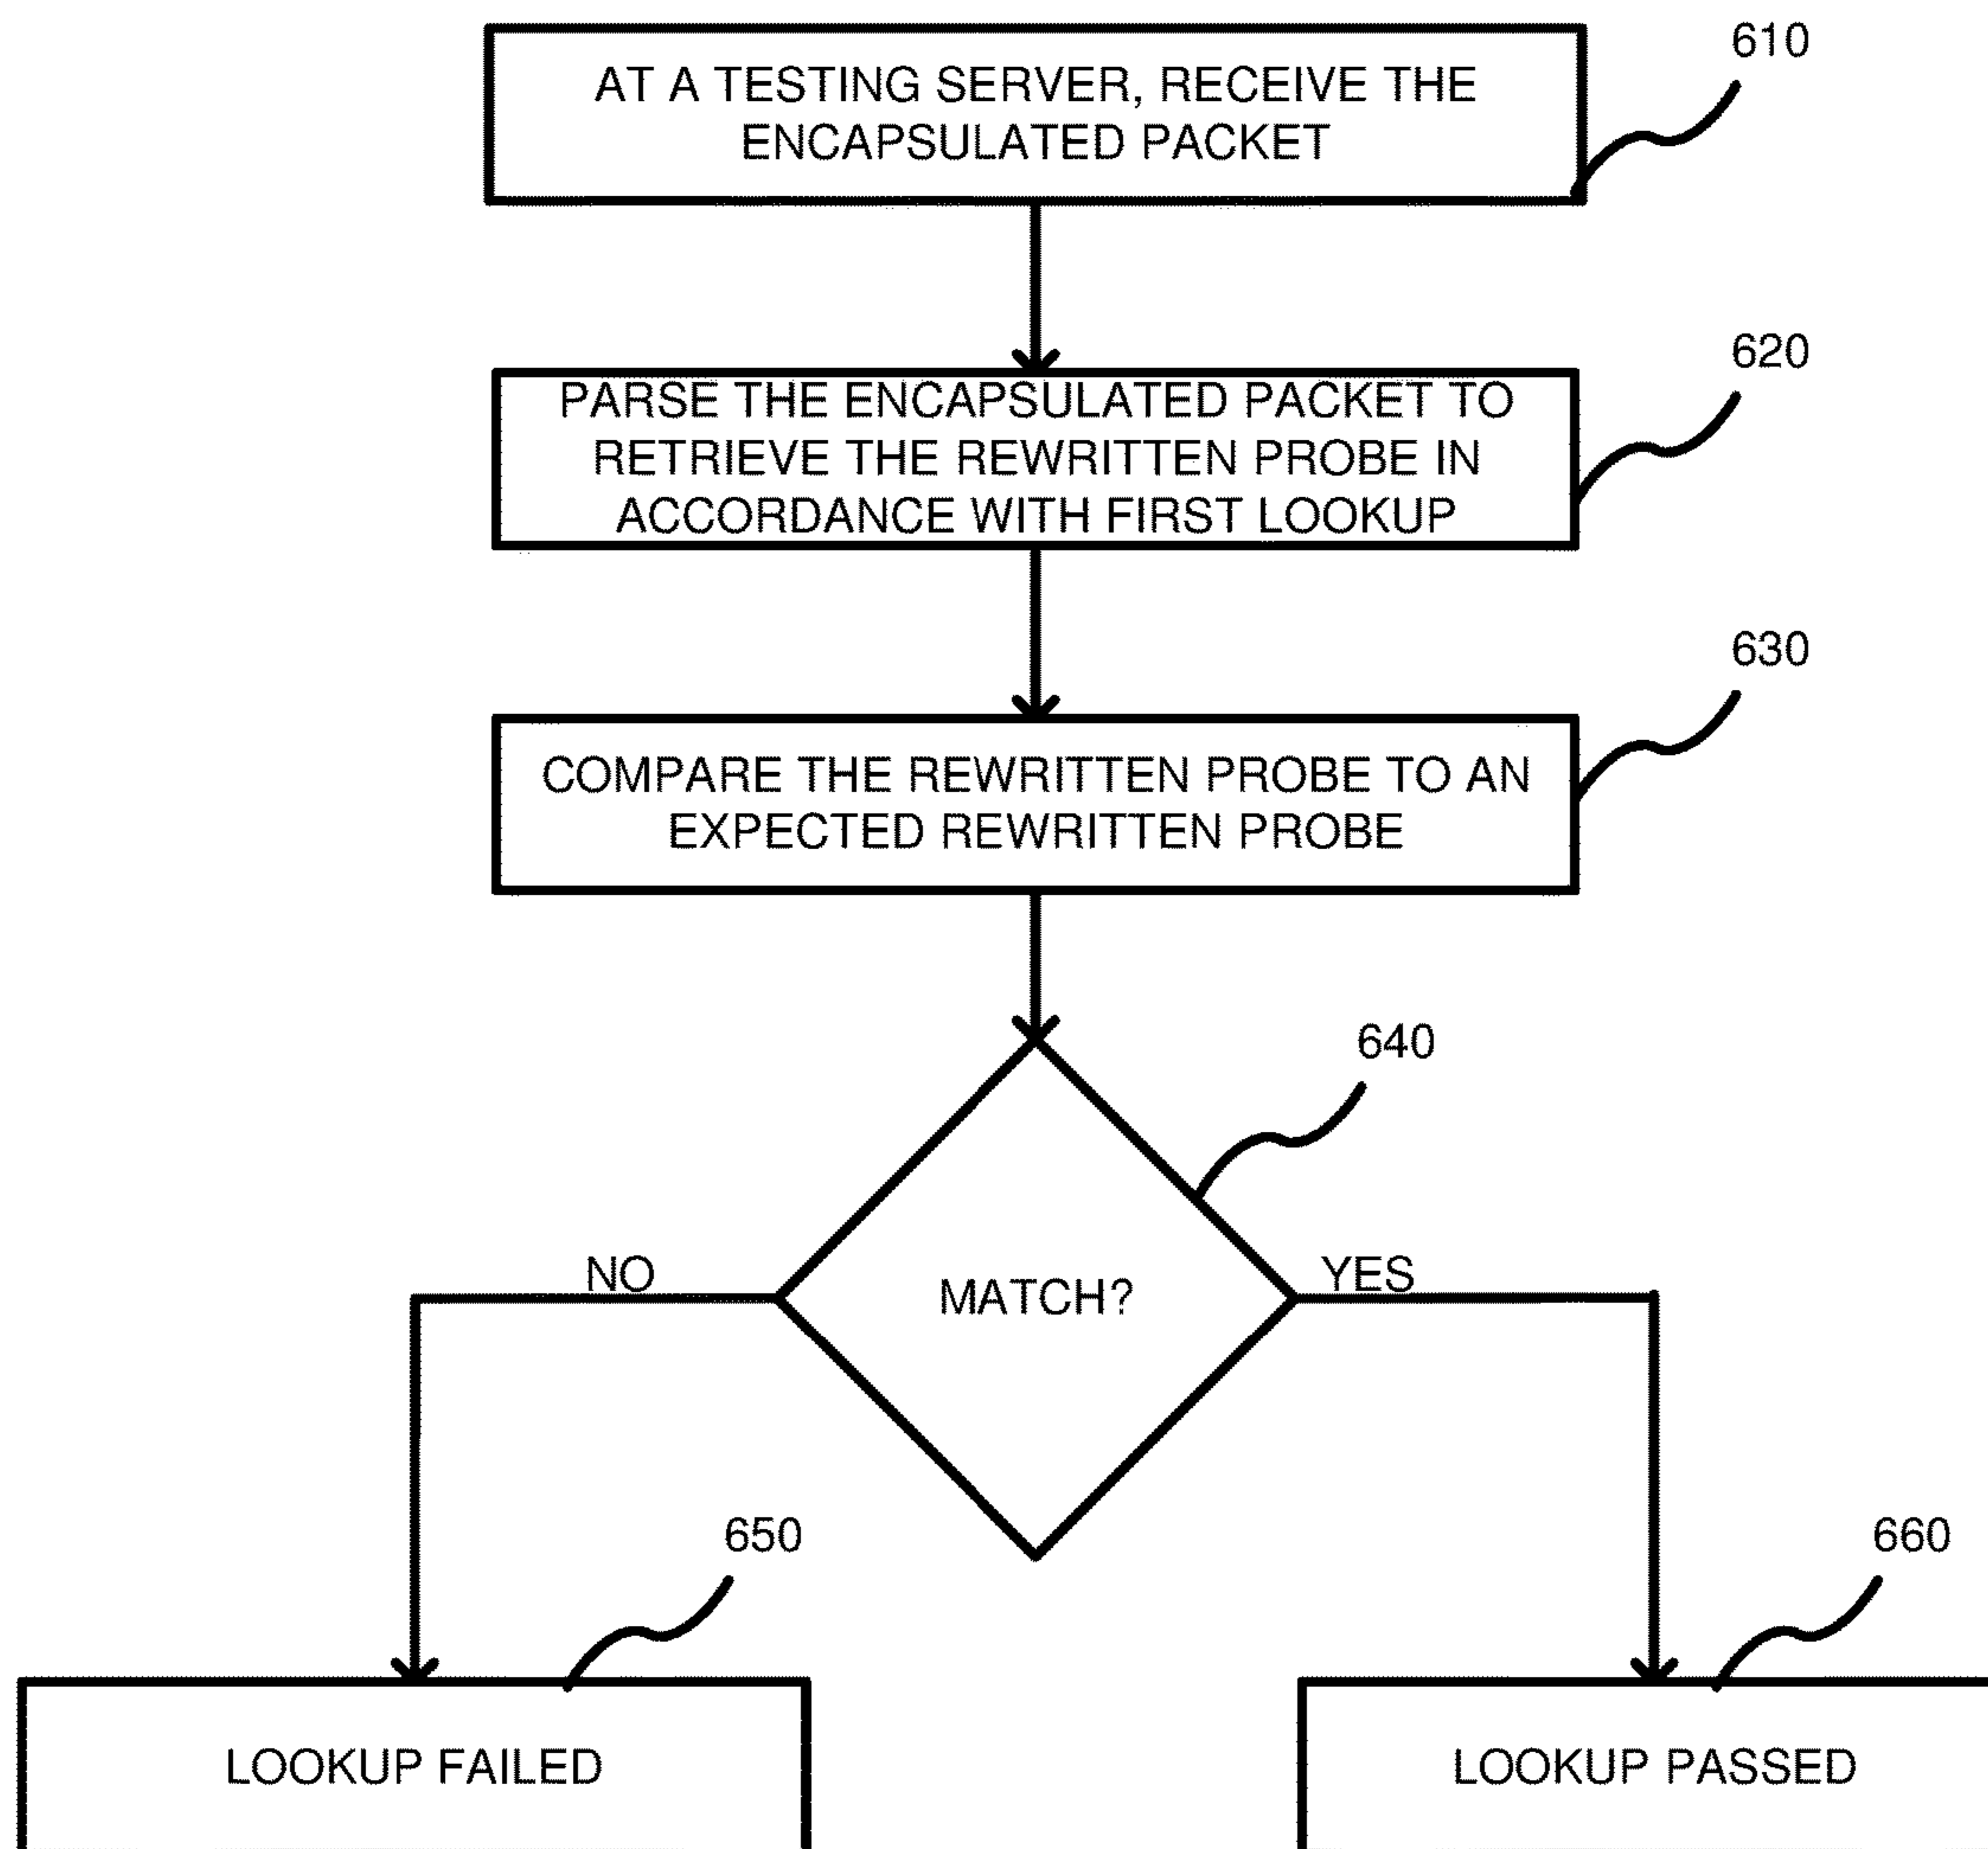 610
AT A TESTING SERVER, RECEIVE THE
ENCAPSULATED PACKET
620
PARSE THE ENCAPSULATED PACKET TO
RETRIEVE THE REWRITTEN PROBE IN
ACCORDANCE WITH FIRST LOOKUP
630
COMPARE THE REWRITTEN PROBE TO AN
EXPECTED REWRITTEN PROBE
640
NO
YES
MATCH?
650
660
LOOKUP FAILED
LOOKUP PASSED